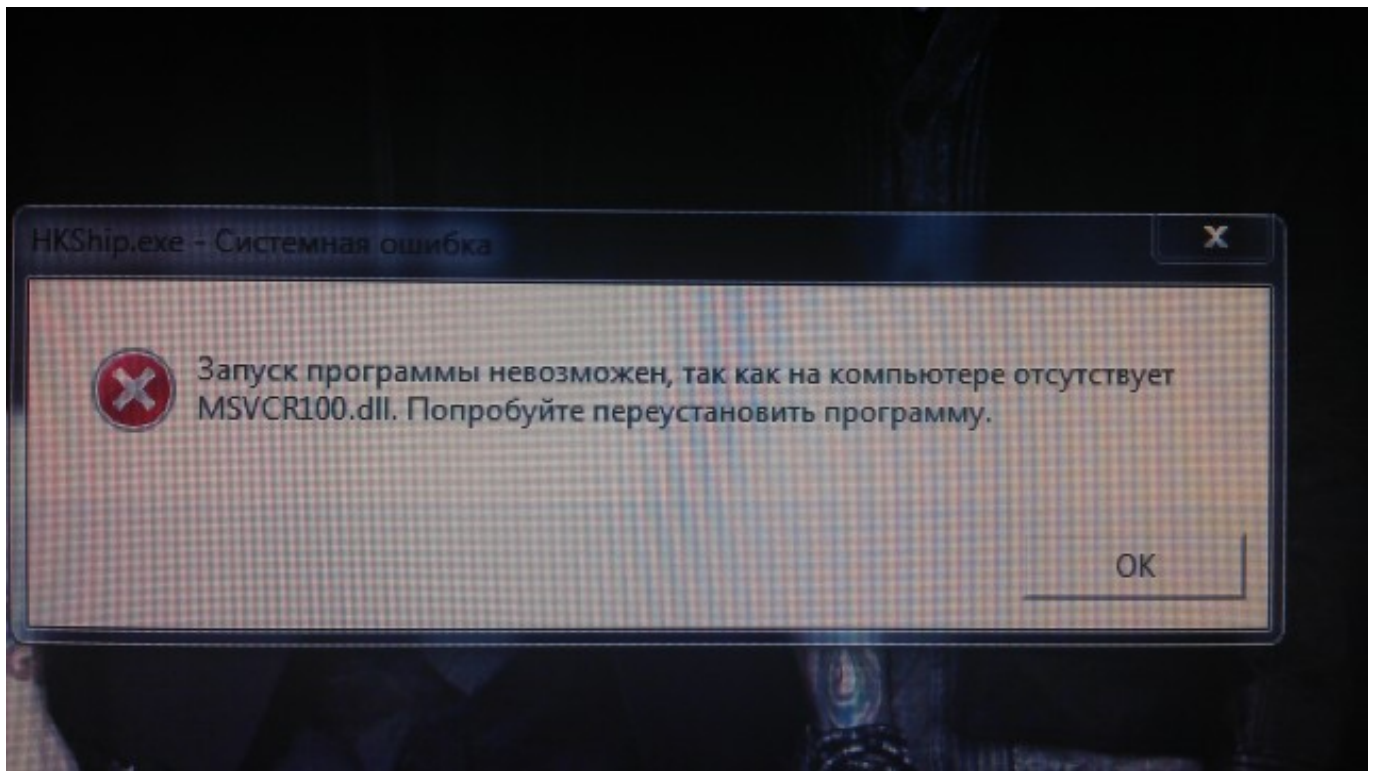 HKShip.exe - Системная ошибка
X
Запуск программы невозможен, так как на компьютере отсутствует
MSVCR100.dll. Попробуйте переустановить программу.
OK